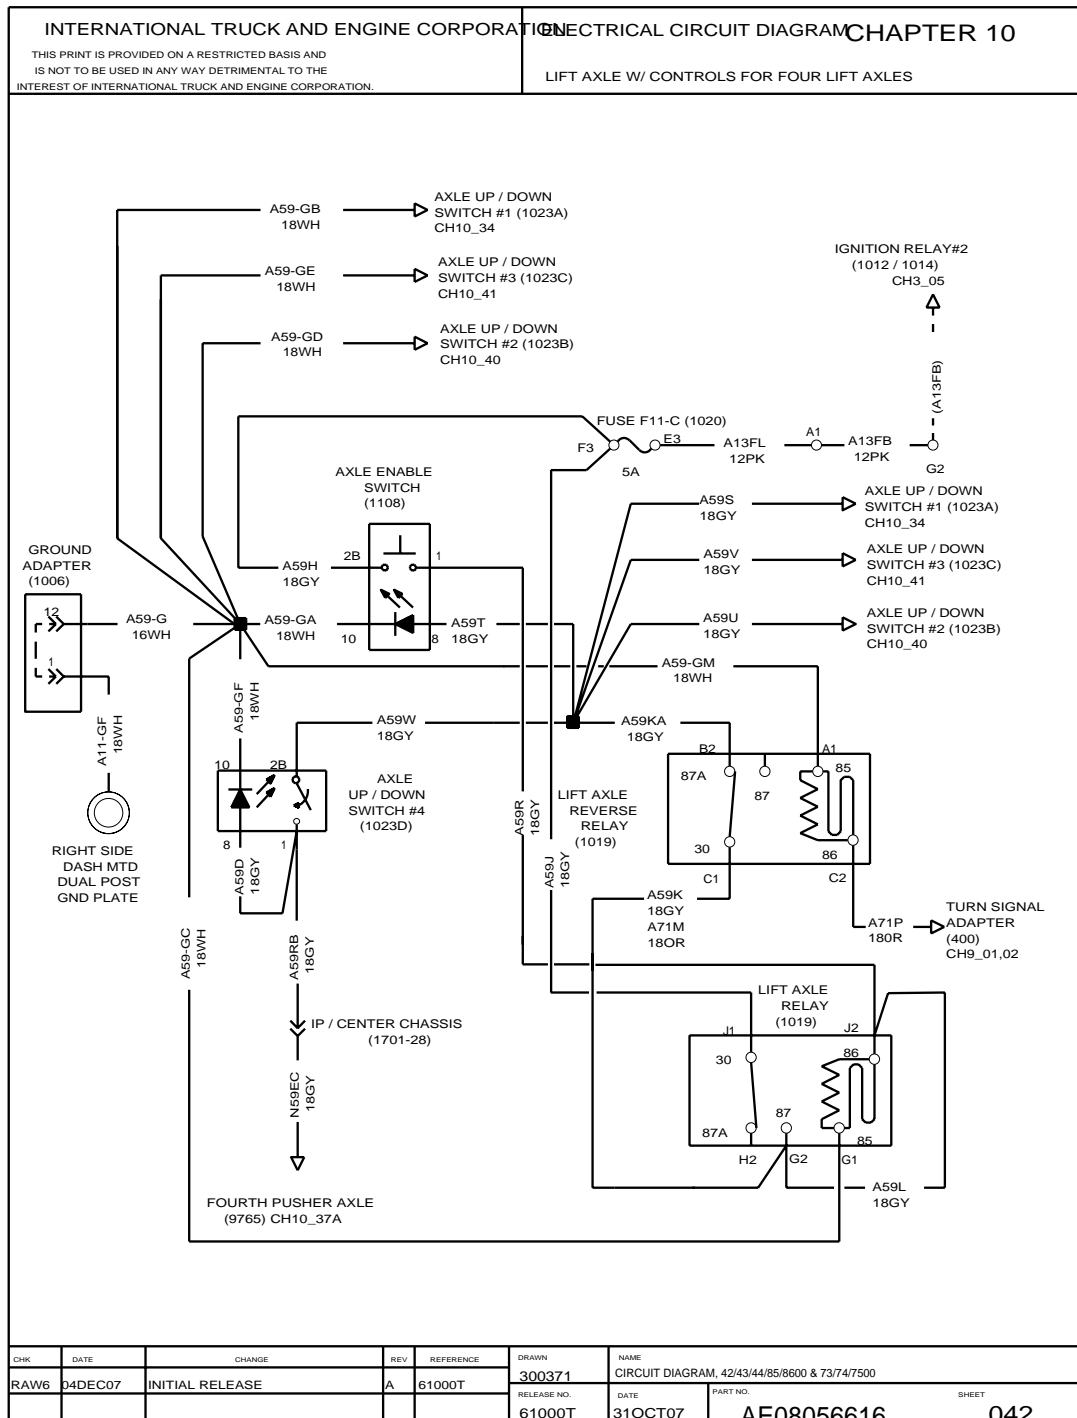 INTERNATIONAL TRUCK AND ENGINE CORPORATION
THIS PRINT IS PROVIDED ON A RESTRICTED BASIS AND
IS NOT TO BE USED IN ANY WAY DETRIMENTAL TO THE
INTEREST OF INTERNATIONAL TRUCK AND ENGINE CORPORATION.
ELECTRICAL CIRCUIT DIAGRAM
CHAPTER 10
LIFT AXLE W/ CONTROLS FOR FOUR LIFT AXLES
A59-GB
18WH
AXLE UP / DOWN
SWITCH #1 (1023A)
CH10_34
A59-GE
18WH
AXLE UP / DOWN
SWITCH #3 (1023C)
CH10_41
A59-GD
18WH
AXLE UP / DOWN
SWITCH #2 (1023B)
CH10_40
IGNITION RELAY#2
(1012 / 1014)
CH3_05
(A13FB)
FUSE F11-C (1020)
F3
E3
5A
A13FL
12PK
A1
A13FB
12PK
G2
AXLE ENABLE
SWITCH
(1108)
A59H
18GY
2B
1
10
8
A59T
18GY
A59S
18GY
AXLE UP / DOWN
SWITCH #1 (1023A)
CH10_34
A59V
18GY
AXLE UP / DOWN
SWITCH #3 (1023C)
CH10_41
A59U
18GY
AXLE UP / DOWN
SWITCH #2 (1023B)
CH10_40
GROUND
ADAPTER
(1006)
12
1
A59-G
16WH
A59-GA
18WH
A59-GM
18WH
A11-GF
18WH
A59-GF
18WH
RIGHT SIDE
DASH MTD
DUAL POST
GND PLATE
A59W
18GY
A59KA
18GY
10
2B
8
1
AXLE
UP / DOWN
SWITCH #4
(1023D)
A59D
18GY
A59R
18GY
A59J
18GY
LIFT AXLE
REVERSE
RELAY
(1019)
B2
A1
87A
87
85
30
86
C1
C2
A59K
18GY
A71M
18OR
A71P
180R
TURN SIGNAL
ADAPTER
(400)
CH9_01,02
A59-GC
18WH
A59RB
18GY
IP / CENTER CHASSIS
(1701-28)
N59EC
18GY
FOURTH PUSHER AXLE
(9765) CH10_37A
LIFT AXLE
RELAY
(1019)
J1
J2
30
86
87A
87
85
H2
G2
G1
A59L
18GY
CHK
DATE
CHANGE
REV
REFERENCE
RAW6
04DEC07
INITIAL RELEASE
A
61000T
DRAWN
300371
NAME
CIRCUIT DIAGRAM, 42/43/44/85/8600 & 73/74/7500
RELEASE NO.
61000T
DATE
31OCT07
PART NO.
AE08056616
SHEET
042